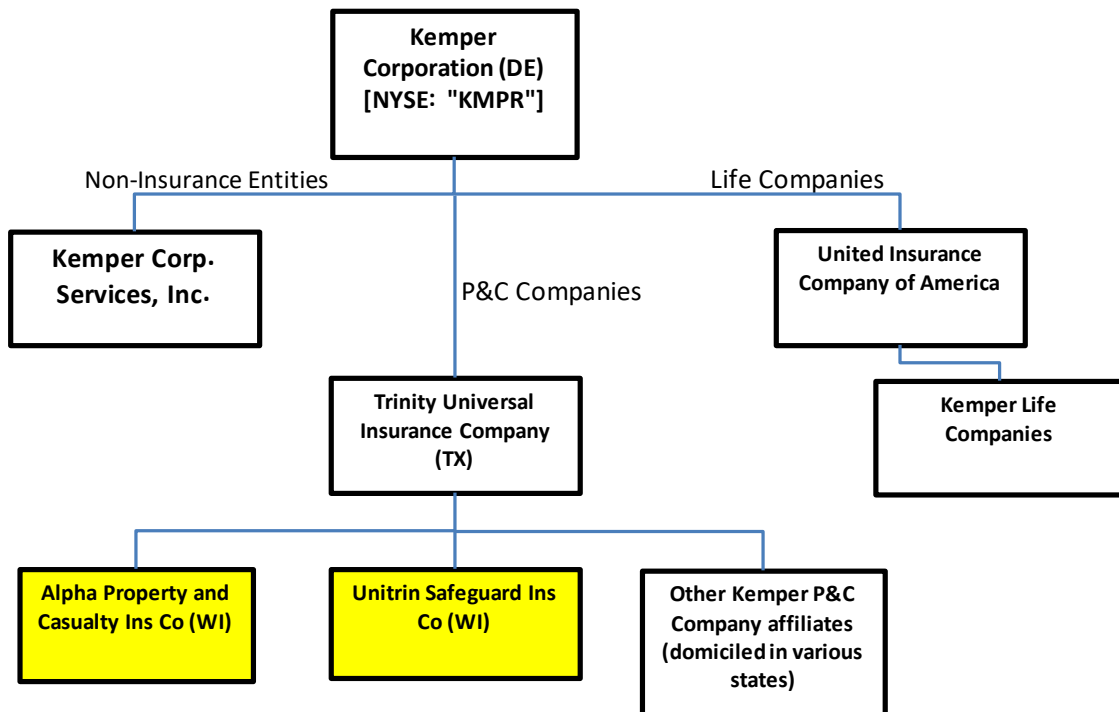 Kemper
Corporation (DE)
[NYSE:  "KMPR"]
Non-Insurance Entities
Life Companies
Kemper Corp.
Services, Inc.
P&C Companies
United Insurance
Company of America
Trinity Universal
Insurance Company
(TX)
Kemper Life
Companies
Alpha Property and
Casualty Ins Co (WI)
Unitrin Safeguard Ins
Co (WI)
Other Kemper P&C
Company affiliates
(domiciled in various
states)